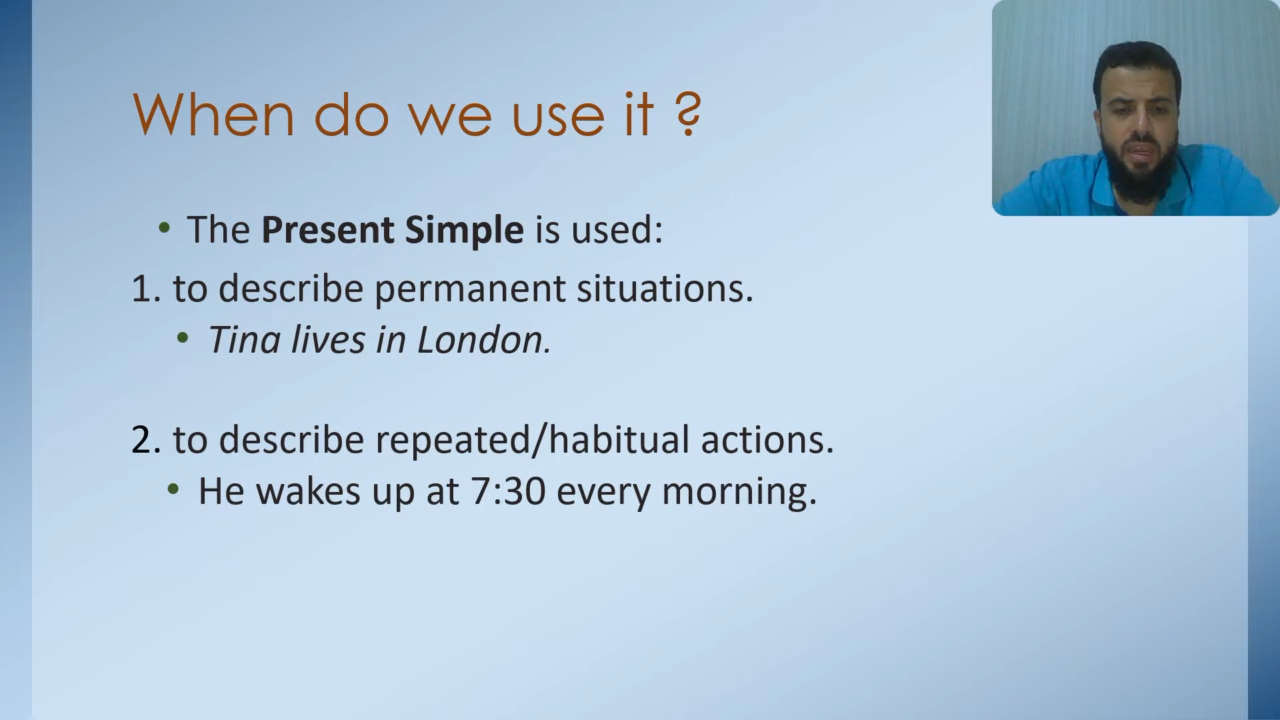 When do we use it ?
• The Present Simple is used:
1. to describe permanent situations.
• Tina lives in London.
2. to describe repeated/habitual actions.
• He wakes up at 7:30 every morning.